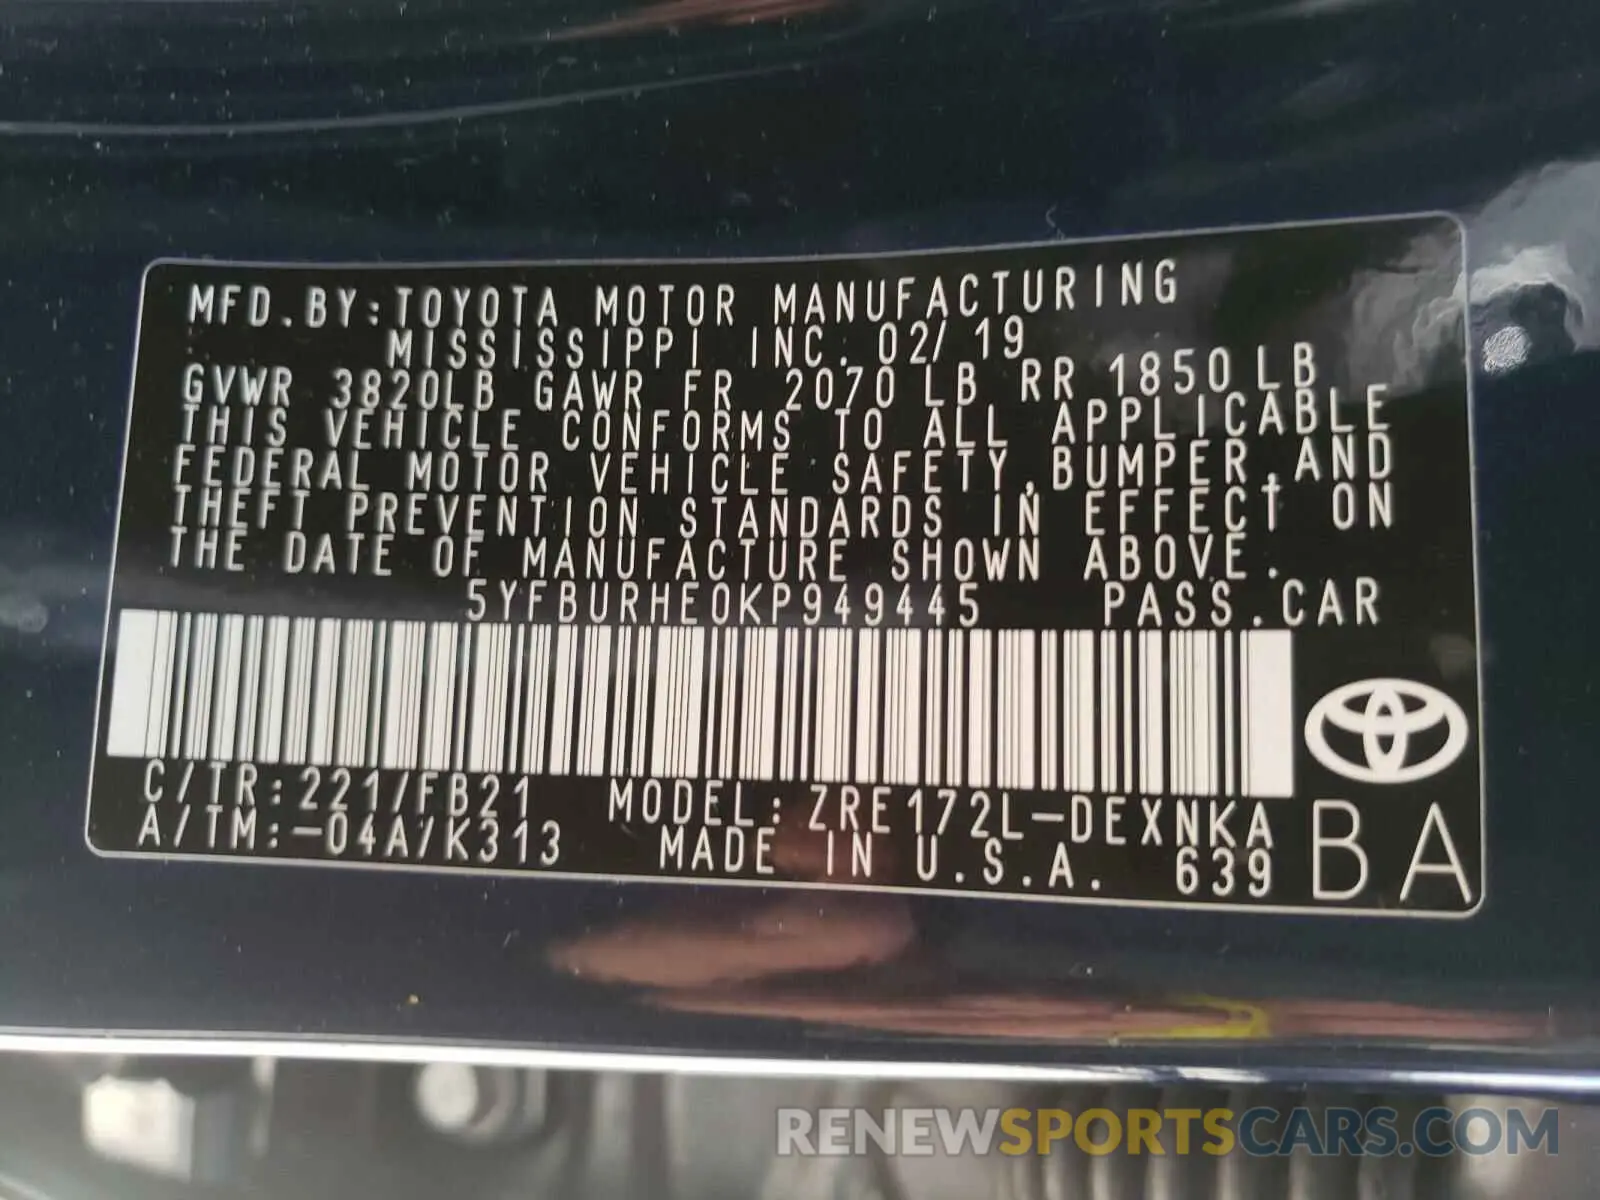 MFD.BY:TOYOTA MOTOR MANUFACTURING
MISSISSIPPI INC. 02/19
GVWR 3820LB GAWR FR 2070LB RR 1850LB
THIS VEHICLE CONFORMS TO ALL APPLICABLE
FEDERAL MOTOR VEHICLE SAFETY,BUMPER,AND
THEFT PREVENTION STANDARDS IN EFFECT ON
THE DATE OF MANUFACTURE SHOWN ABOVE.
5YFBURHE0KP949445 PASS.CAR
C/TR:221/FB21 MODEL:ZRE172L-DEXNKA
A/TM:-04A/K313 MADE IN U.S.A. 639
BA
RENEWSPORTSCARS.COM